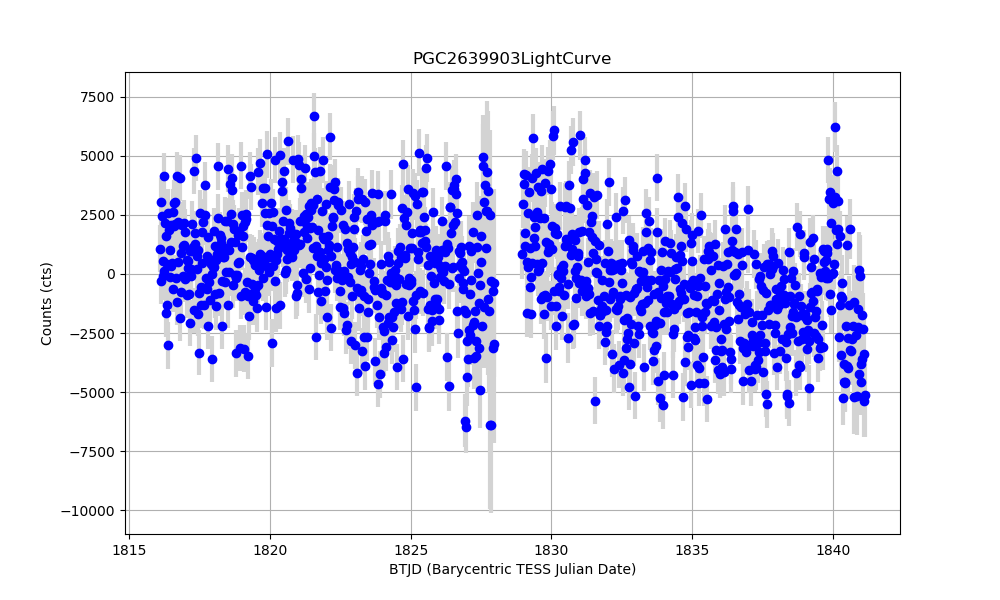 PGC2639903LightCurve
7500
5000
2500
0
−2500
−5000
−7500
−10000
Counts (cts)
1815 1820 1825 1830 1835 1840
BTJD (Barycentric TESS Julian Date)